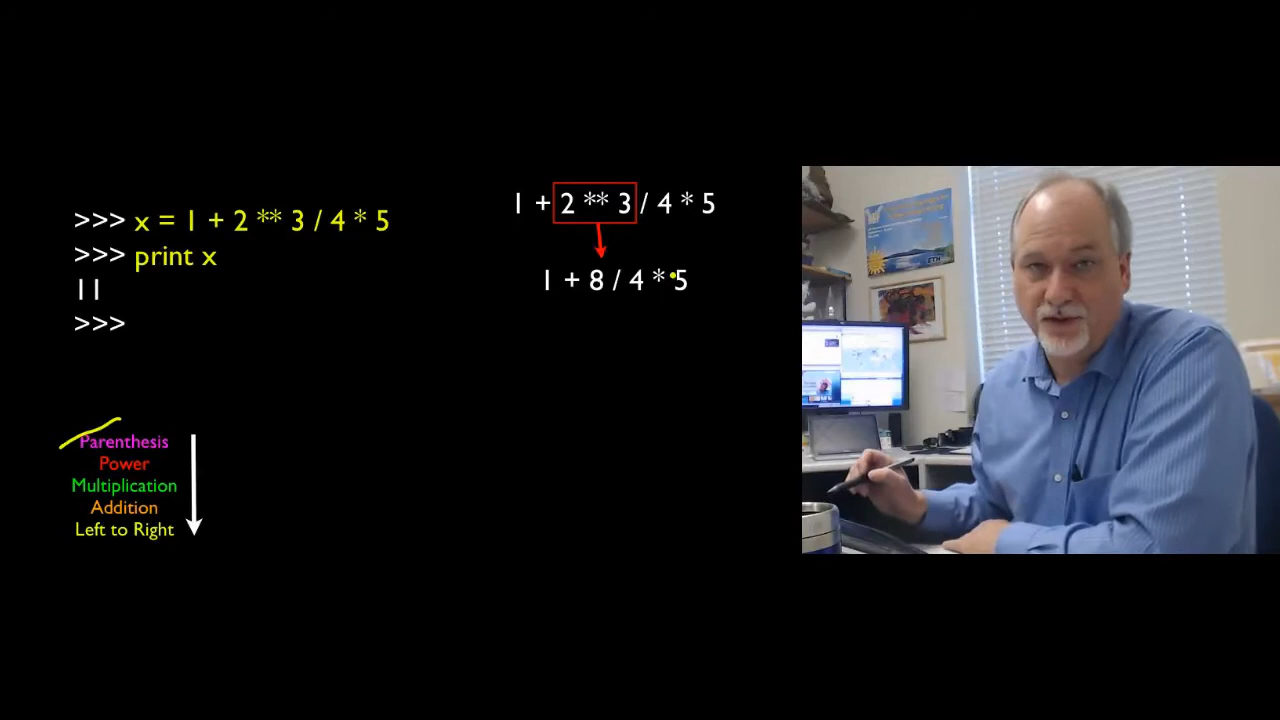 >>> x = 1 + 2 ** 3 / 4 * 5
>>> print x
11
>>>
1 + 2 ** 3 / 4 * 5
1 + 8 / 4 * 5
Parenthesis
Power
Multiplication
Addition
Left to Right